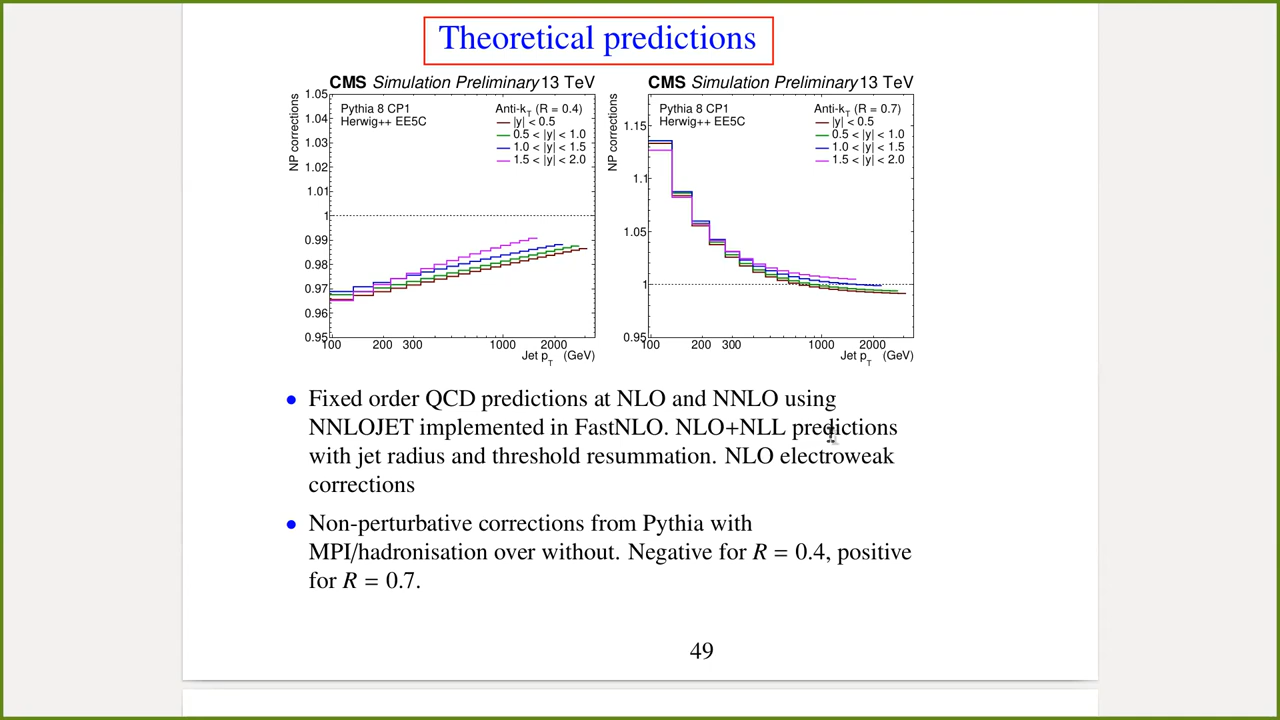 Theoretical predictions
CMS Simulation Preliminary 13 TeV
NP corrections
1.05
1.04
1.03
1.02
1.01
1
0.99
0.98
0.97
0.96
0.95
Pythia 8 CP1
Herwig++ EE5C
Anti-kT (R = 0.4)
|y| < 0.5
0.5 < |y| < 1.0
1.0 < |y| < 1.5
1.5 < |y| < 2.0
100 200 300 1000 2000
Jet pT (GeV)
CMS Simulation Preliminary 13 TeV
NP corrections
1.15
1.1
1.05
1
0.95
Pythia 8 CP1
Herwig++ EE5C
Anti-kT (R = 0.7)
|y| < 0.5
0.5 < |y| < 1.0
1.0 < |y| < 1.5
1.5 < |y| < 2.0
100 200 300 1000 2000
Jet pT (GeV)
• Fixed order QCD predictions at NLO and NNLO using
NNLOJET implemented in FastNLO. NLO+NLL predictions
with jet radius and threshold resummation. NLO electroweak
corrections
• Non-perturbative corrections from Pythia with
MPI/hadronisation over without. Negative for R = 0.4, positive
for R = 0.7.
49